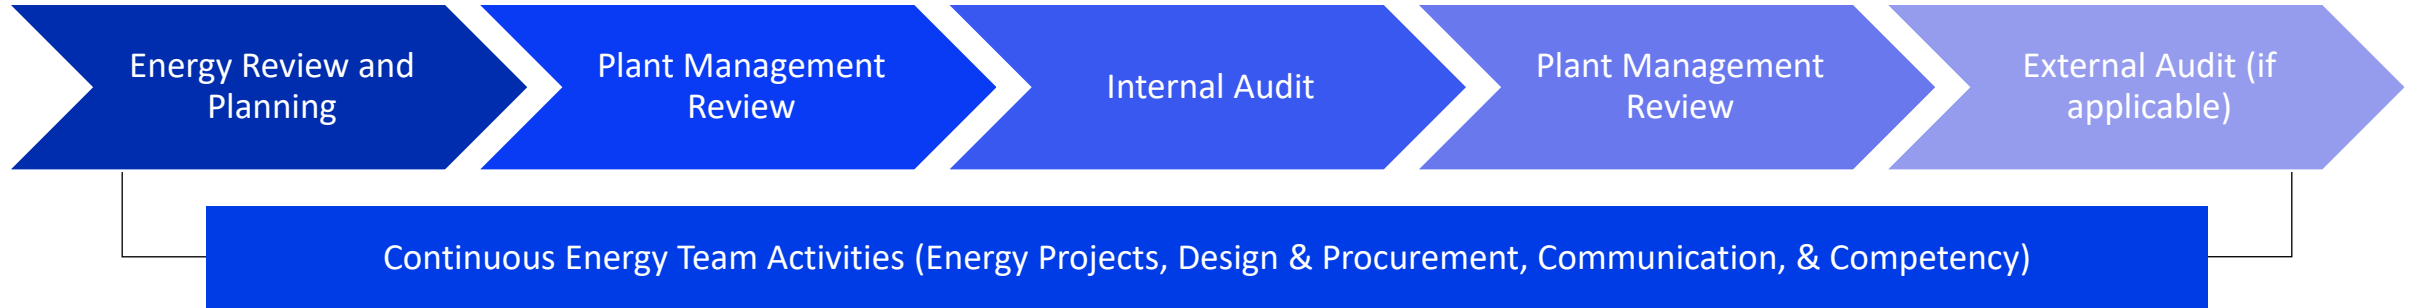 Energy Review and
Planning
Plant Management
Review
Internal Audit
Plant Management
Review
External Audit (if
applicable)
Continuous Energy Team Activities (Energy Projects, Design & Procurement, Communication, & Competency)